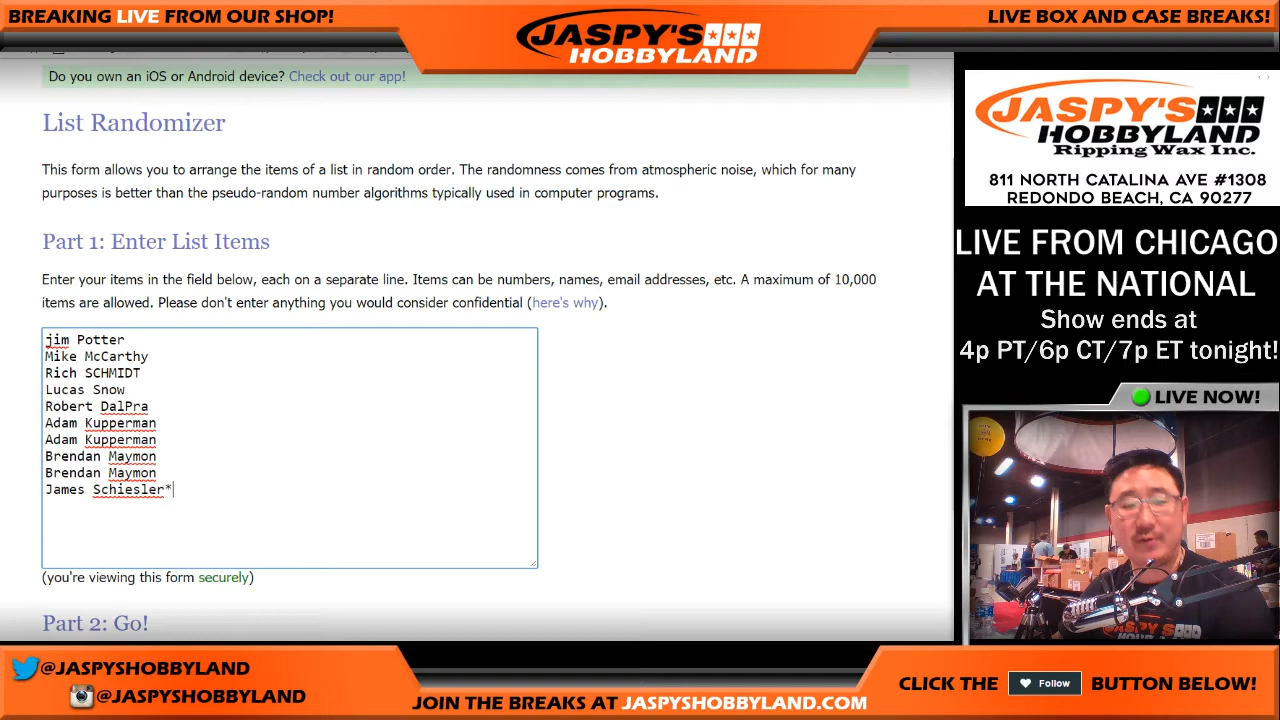 BREAKING LIVE FROM OUR SHOP!
JASPY'S
HOBBYLAND
LIVE BOX AND CASE BREAKS!
Do you own an iOS or Android device? Check out our app!
List Randomizer
This form allows you to arrange the items of a list in random order. The randomness comes from atmospheric noise, which for many
purposes is better than the pseudo-random number algorithms typically used in computer programs.
Part 1: Enter List Items
Enter your items in the field below, each on a separate line. Items can be numbers, names, email addresses, etc. A maximum of 10,000
items are allowed. Please don't enter anything you would consider confidential (here's why).
jim Potter
Mike McCarthy
Rich SCHMIDT
Lucas Snow
Robert DalPra
Adam Kupperman
Adam Kupperman
Brendan Maymon
Brendan Maymon
James Schiesler*
(you're viewing this form securely)
Part 2: Go!
JASPY'S
HOBBYLAND
Ripping Wax Inc.
811 NORTH CATALINA AVE #1308
REDONDO BEACH, CA 90277
LIVE FROM CHICAGO
AT THE NATIONAL
Show ends at
4p PT/6p CT/7p ET tonight!
LIVE NOW!
JASPY'S
@JASPYSHOBBYLAND
@JASPYSHOBBYLAND
JOIN THE BREAKS AT JASPYSHOBBYLAND.COM
CLICK THE Follow BUTTON BELOW!